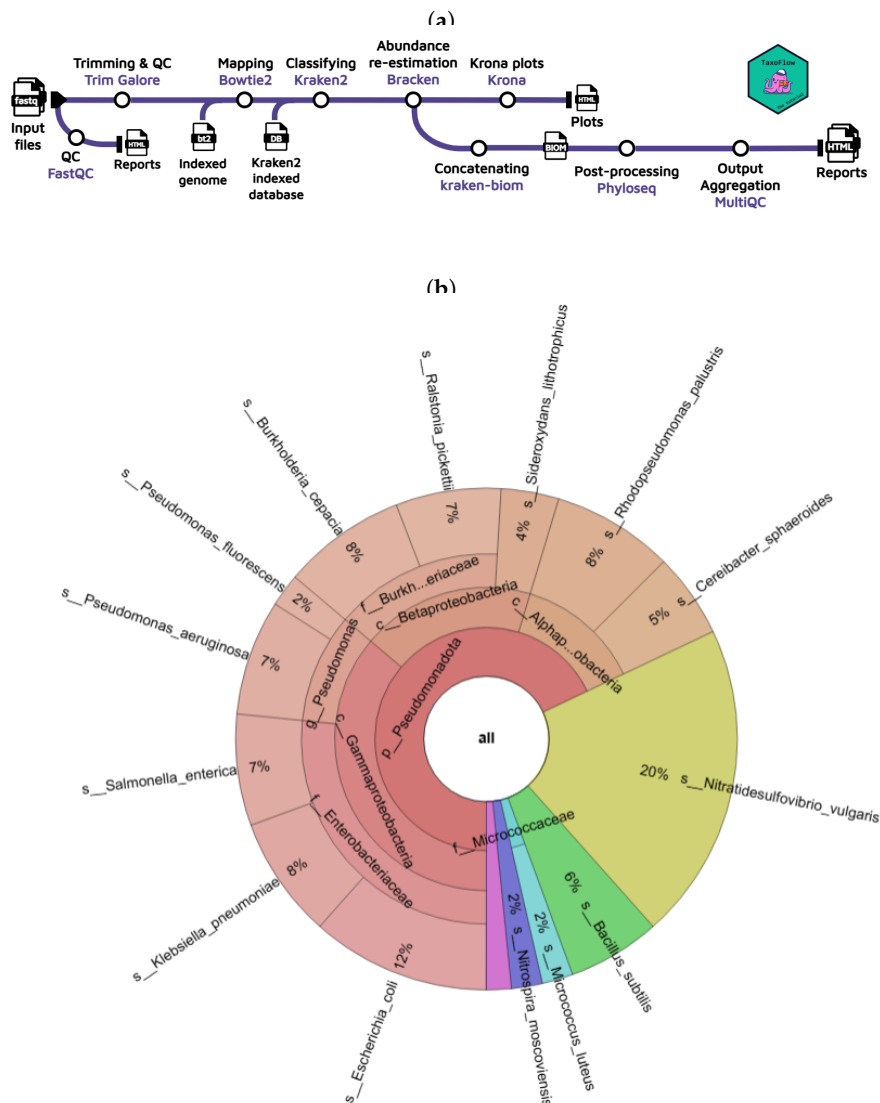 (a)
Trimming & QC
Trim Galore
Mapping
Bowtie2
Classifying
Kraken2
Abundance
re-estimation
Bracken
Krona plots
Krona
TaxoFlow
fastq
Input
files
QC
FastQC
HTML
Reports
bt2
Indexed
genome
DB
Kraken2
indexed
database
HTML
Plots
Concatenating
kraken-biom
BIOM
Post-processing
Phyloseq
Output
Aggregation
MultiQC
HTML
Reports
(b)
s__Sideroxydans_lithotrophicus
4%
s__Rhodopseudomonas_palustris
8%
s__Cereibacter_sphaeroides
5%
s__Ralstonia_pickettii
7%
s__Burkholderia_cepacia
8%
s__Pseudomonas_fluorescens
2%
s__Pseudomonas_aeruginosa
7%
s__Salmonella_enterica
7%
s__Klebsiella_pneumoniae
8%
s__Escherichia_coli
12%
f__Burkh...eriaceae
c__Betaproteobacteria
c__Alphap...obacteria
g__Pseudomonas
c__Gammaproteobacteria
f__Enterobacteriaceae
p__Pseudomonadota
all
f__Micrococcaceae
20% s__Nitratidesulfovibrio_vulgaris
6% s__Bacillus_subtilis
2% s__Micrococcus_luteus
2% s__Nitrospira_moscoviensis